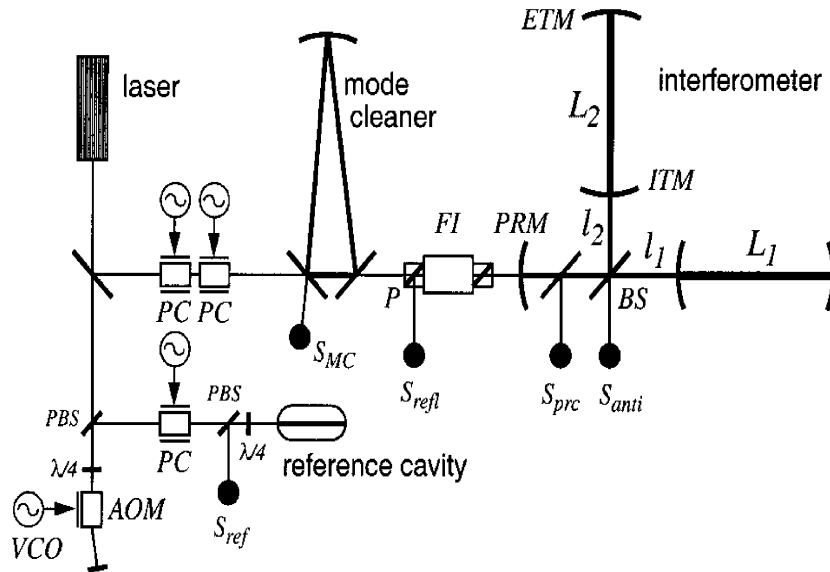 ETM
laser
mode
cleaner
interferometer
L2
ITM
FI
PRM
l2
l1
L1
P
BS
PC
PC
SMC
Srefl
Sprc
Santi
PBS
PBS
λ/4
PC
λ/4
reference cavity
AOM
VCO
Sref